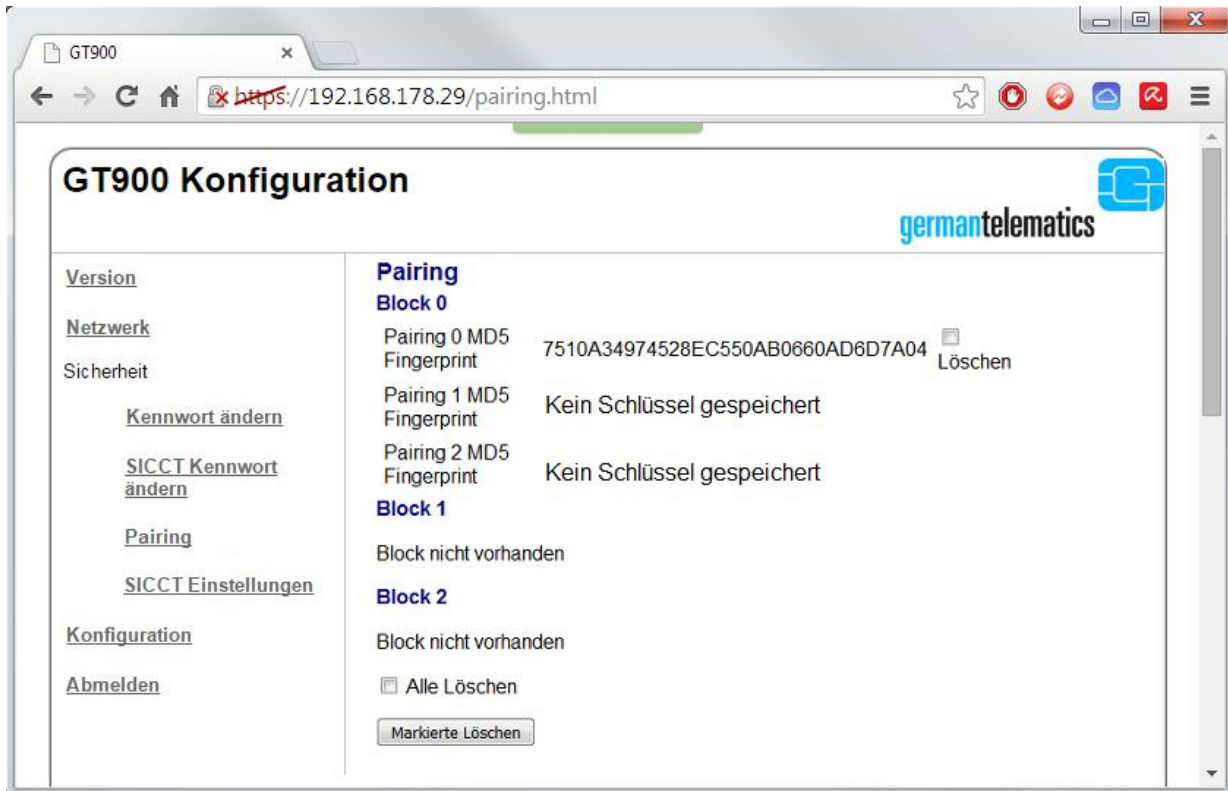 GT900
https://192.168.178.29/pairing.html
GT900 Konfiguration
germantelematics
Version
Netzwerk
Sicherheit
Kennwort ändern
SICCT Kennwort
ändern
Pairing
SICCT Einstellungen
Konfiguration
Abmelden
Pairing
Block 0
Pairing 0 MD5
Fingerprint
7510A34974528EC550AB0660AD6D7A04
Löschen
Pairing 1 MD5
Fingerprint
Kein Schlüssel gespeichert
Pairing 2 MD5
Fingerprint
Kein Schlüssel gespeichert
Block 1
Block nicht vorhanden
Block 2
Block nicht vorhanden
Alle Löschen
Markierte Löschen